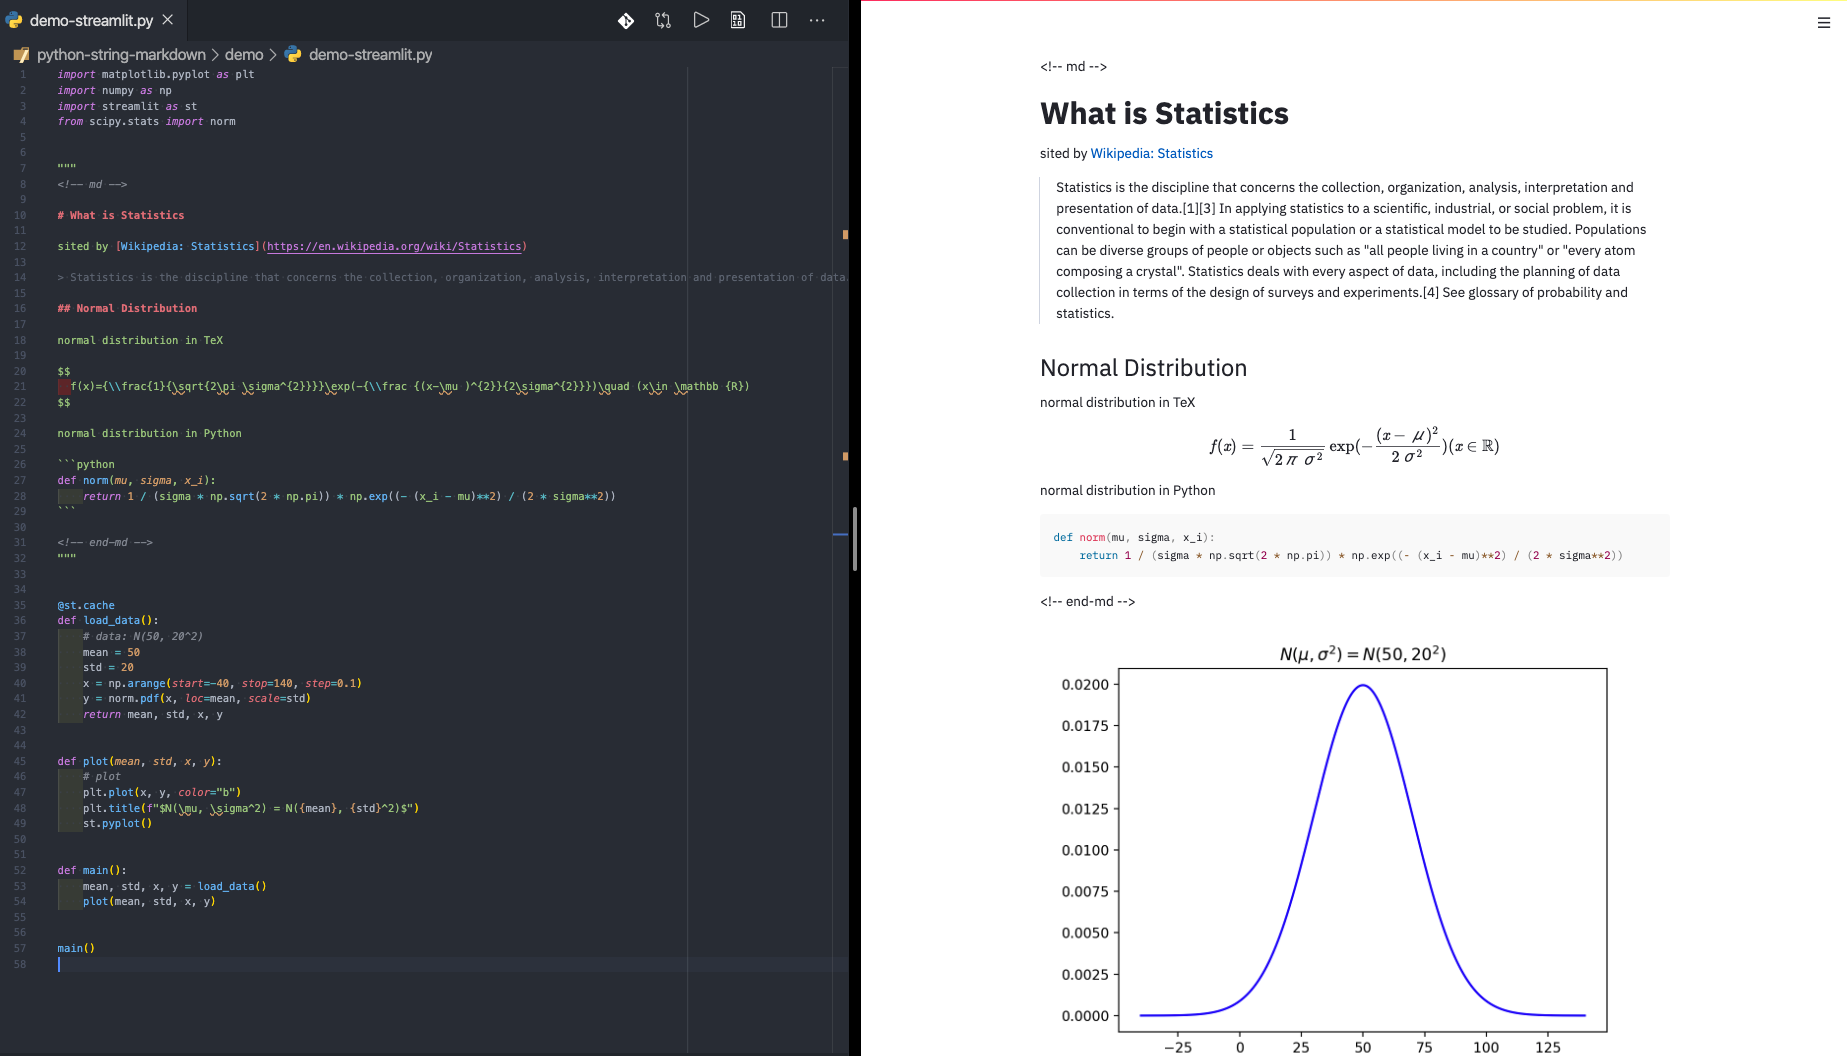 demo-streamlit.py
python-string-markdown > demo > demo-streamlit.py
1 import matplotlib.pyplot as plt
2 import numpy as np
3 import streamlit as st
4 from scipy.stats import norm
5
6
7 """
8 <!-- md -->
9
10 # What is Statistics
11
12 sited by [Wikipedia: Statistics](https://en.wikipedia.org/wiki/Statistics)
13
14 > Statistics is the discipline that concerns the collection, organization, analysis, interpretation and presentation of data.
15
16 ## Normal Distribution
17
18 normal distribution in TeX
19
20 $$
21   f(x)={\\frac{1}{\sqrt{2\pi \sigma^{2}}}}\exp(-{\\frac {(x-\mu )^{2}}{2\sigma^{2}}})\quad (x\in \mathbb {R})
22 $$
23
24 normal distribution in Python
25
26 ```python
27 def norm(mu, sigma, x_i):
28     return 1 / (sigma * np.sqrt(2 * np.pi)) * np.exp((- (x_i - mu)**2) / (2 * sigma**2))
29 ```
30
31 <!-- end-md -->
32 """
33
34
35 @st.cache
36 def load_data():
37     # data: N(50, 20^2)
38     mean = 50
39     std = 20
40     x = np.arange(start=-40, stop=140, step=0.1)
41     y = norm.pdf(x, loc=mean, scale=std)
42     return mean, std, x, y
43
44
45 def plot(mean, std, x, y):
46     # plot
47     plt.plot(x, y, color="b")
48     plt.title(f"$N(\mu, \sigma^2) = N({mean}, {std}^2)$")
49     st.pyplot()
50
51
52 def main():
53     mean, std, x, y = load_data()
54     plot(mean, std, x, y)
55
56
57 main()
58
<!-- md -->
What is Statistics
sited by Wikipedia: Statistics
Statistics is the discipline that concerns the collection, organization, analysis, interpretation and
presentation of data.[1][3] In applying statistics to a scientific, industrial, or social problem, it is
conventional to begin with a statistical population or a statistical model to be studied. Populations
can be diverse groups of people or objects such as "all people living in a country" or "every atom
composing a crystal". Statistics deals with every aspect of data, including the planning of data
collection in terms of the design of surveys and experiments.[4] See glossary of probability and
statistics.
Normal Distribution
normal distribution in TeX
f(x) = 1/√(2 π σ²) exp(−(x − μ)²/2 σ²)(x ∈ ℝ)
normal distribution in Python
def norm(mu, sigma, x_i):
    return 1 / (sigma * np.sqrt(2 * np.pi)) * np.exp((- (x_i - mu)**2) / (2 * sigma**2))
<!-- end-md -->
N(μ, σ²) = N(50, 20²)
0.0200
0.0175
0.0150
0.0125
0.0100
0.0075
0.0050
0.0025
0.0000
−25 0 25 50 75 100 125